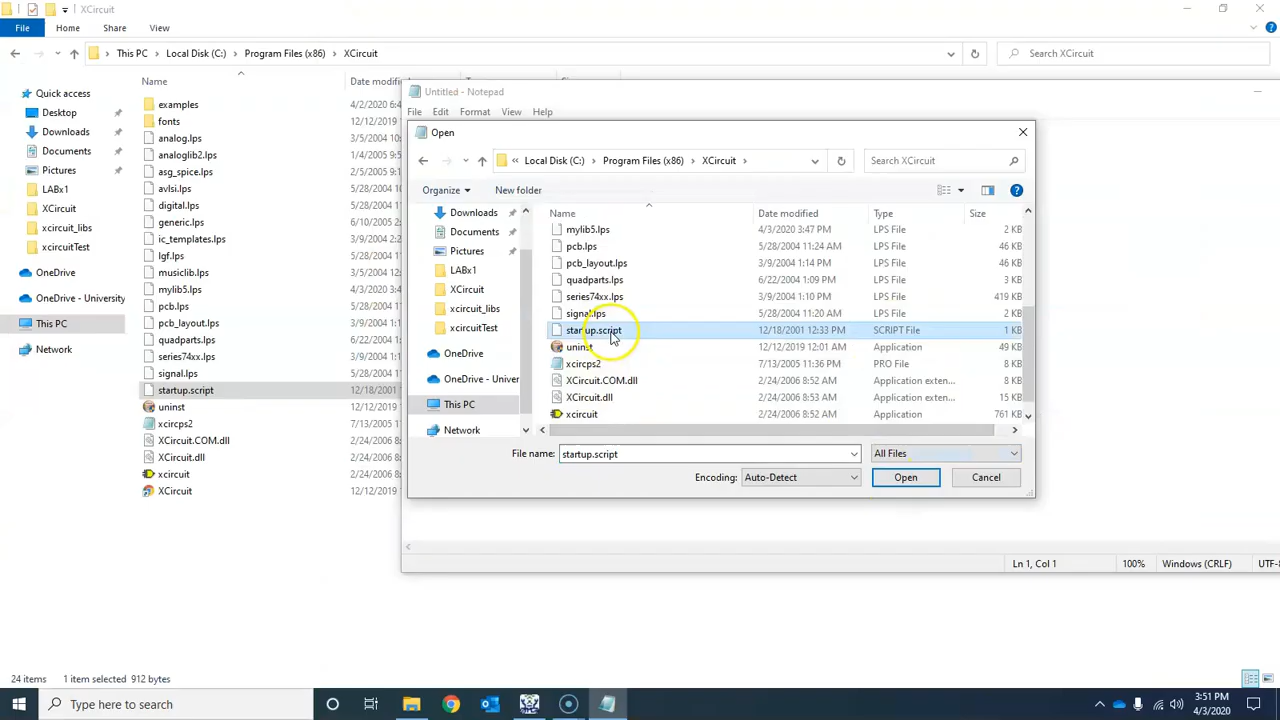 XCircuit
File
Home
Share
View
This PC
Local Disk (C:)
Program Files (x86)
XCircuit
Search XCircuit
Quick access
Desktop
Downloads
Documents
Pictures
LABx1
XCircuit
xcircuit_libs
xcircuitTest
OneDrive
OneDrive - University
This PC
Network
Name
Date modifi
examples 4/2/2020 3:4
fonts 12/12/2019
analog.lps 3/5/2004
analoglib2.lps 3/1/2005
asg_spice.lps 3/5/2004
avlsi.lps 5/28/2004
digital.lps 5/28/2004
generic.lps 6/10/2005
ic_templates.lps 3/9/2004
lgf.lps 5/28/2004
musiclib.lps 3/5/2004
mylib5.lps 4/3/2020
pcb.lps 5/28/2004
pcb_layout.lps 3/9/2004
quadparts.lps 6/22/2004
series74xx.lps 3/9/2004
signal.lps 5/28/2004
startup.script 12/18/2001
uninst 12/12/2019
xcircps2 7/13/2005
XCircuit.COM.dll 2/24/2006
XCircuit.dll 2/24/2006
xcircuit 2/24/2006
XCircuit 12/12/2019
24 items 1 item selected 912 bytes
Untitled - Notepad
File Edit Format View Help
Open
Local Disk (C:)
Program Files (x86)
XCircuit
Search XCircuit
Organize
New folder
Downloads
Documents
Pictures
LABx1
XCircuit
xcircuit_libs
xcircuitTest
OneDrive
OneDrive - Univer
This PC
Network
Name Date modified Type Size
mylib5.lps 4/3/2020 3:47 PM LPS File 2 KB
pcb.lps 5/28/2004 11:24 AM LPS File 46 KB
pcb_layout.lps 3/9/2004 1:14 PM LPS File 46 KB
quadparts.lps 6/22/2004 1:09 PM LPS File 3 KB
series74xx.lps 3/9/2004 1:10 PM LPS File 419 KB
signal.lps 5/28/2004 11:20 AM LPS File 2 KB
startup.script 12/18/2001 12:33 PM SCRIPT File 1 KB
uninst 12/12/2019 12:01 AM Application 49 KB
xcircps2 7/13/2005 11:36 PM PRO File 8 KB
XCircuit.COM.dll 2/24/2006 8:52 AM Application exten... 8 KB
XCircuit.dll 2/24/2006 8:52 AM Application exten... 4 KB
xcircuit 2/24/2006 8:52 AM Application 761 KB
File name: startup.script
All Files
Encoding: Auto-Detect
Open
Cancel
Ln 1, Col 1
100%
Windows (CRLF)
UTF-8
Type here to search
3:51 PM
4/3/2020